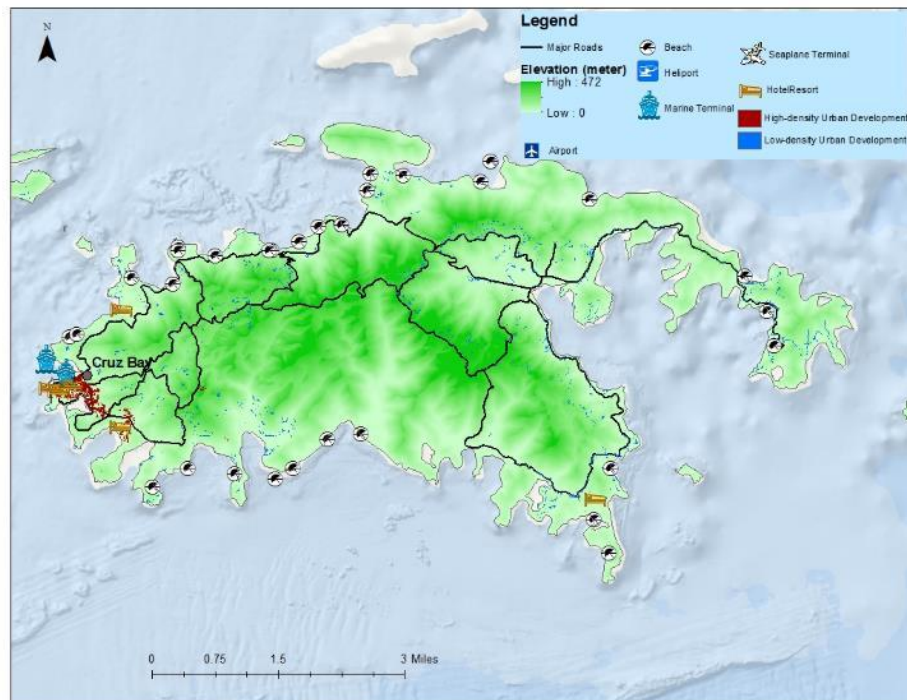 N
Legend
Major Roads
Elevation (meter)
High : 472
Low : 0
Airport
Beach
Heliport
Marine Terminal
Seaplane Terminal
HotelResort
High-density Urban Development
Low-density Urban Development
Cruz Bay
0 0.75 1.5 3 Miles